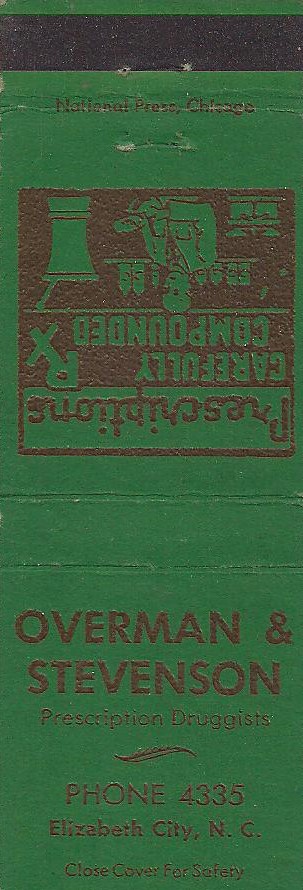 National Press, Chicago
Prescriptions
CAREFULLY
COMPOUNDED
Rx
OVERMAN &
STEVENSON
Prescription Druggists
PHONE 4335
Elizabeth City, N. C.
Close Cover For Safety